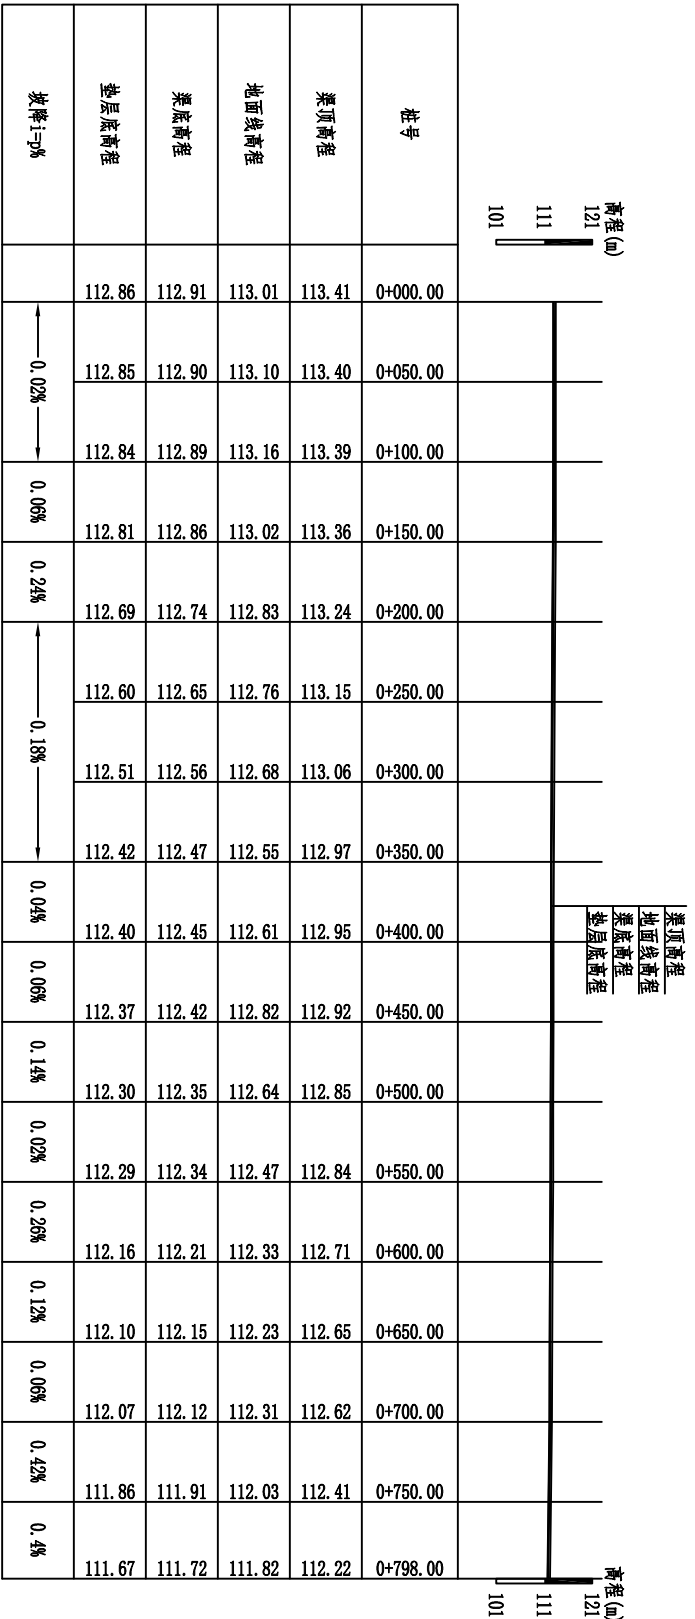 高程(m)
121
111
101
高程(m)
121
111
101
渠顶高程
地面线高程
渠底高程
垫层底高程
桩号 0+000.00 0+050.00 0+100.00 0+150.00 0+200.00 0+250.00 0+300.00 0+350.00 0+400.00 0+450.00 0+500.00 0+550.00 0+600.00 0+650.00 0+700.00 0+750.00 0+798.00
渠顶高程 113.41 113.40 113.39 113.36 113.24 113.15 113.06 112.97 112.95 112.92 112.85 112.84 112.71 112.65 112.62 112.41 112.22
地面线高程 113.01 113.10 113.16 113.02 112.83 112.76 112.68 112.55 112.61 112.82 112.64 112.47 112.33 112.23 112.31 112.03 111.82
渠底高程 112.91 112.90 112.89 112.86 112.74 112.65 112.56 112.47 112.45 112.42 112.35 112.34 112.21 112.15 112.12 111.91 111.72
垫层底高程 112.86 112.85 112.84 112.81 112.69 112.60 112.51 112.42 112.40 112.37 112.30 112.29 112.16 112.10 112.07 111.86 111.67
坡降i=p% 0.02% 0.06% 0.24% 0.18% 0.04% 0.06% 0.14% 0.02% 0.26% 0.12% 0.06% 0.42% 0.4%